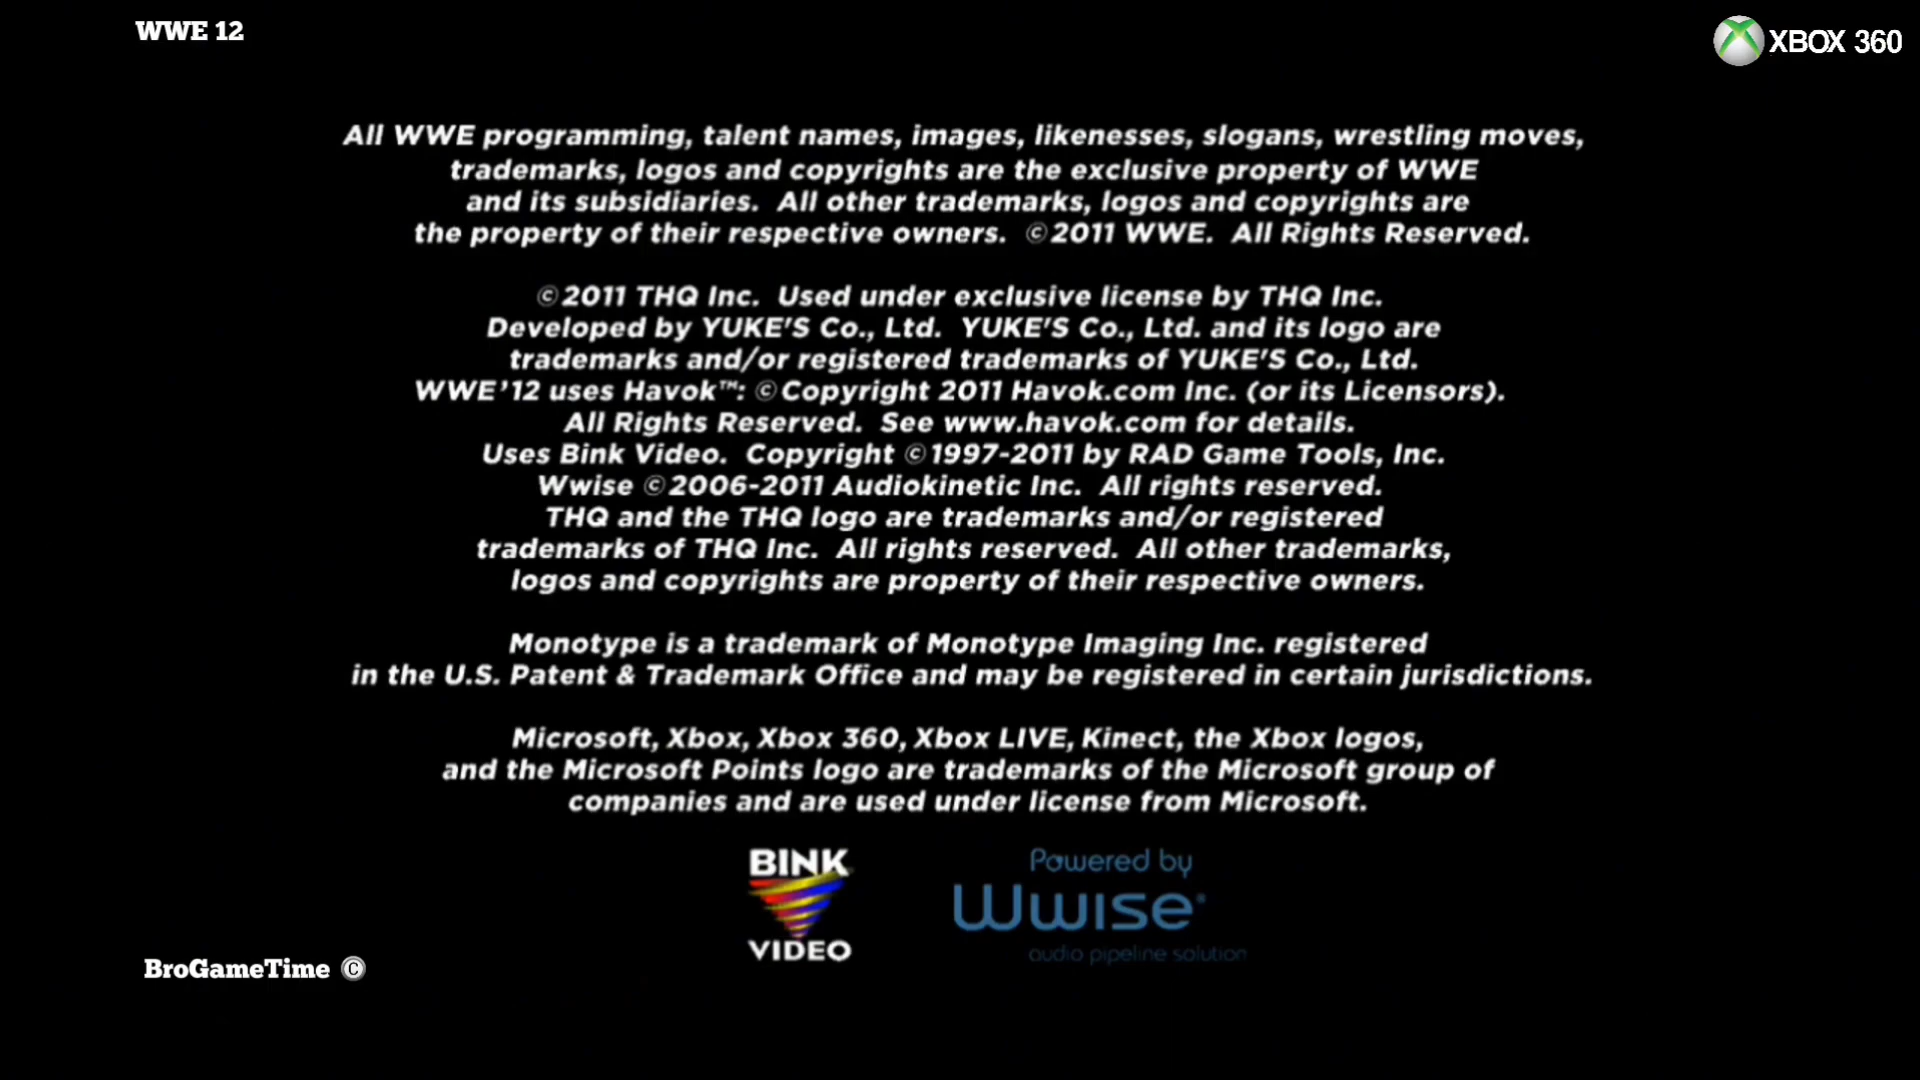 WWE 12
XBOX 360
All WWE programming, talent names, images, likenesses, slogans, wrestling moves,
trademarks, logos and copyrights are the exclusive property of WWE
and its subsidiaries. All other trademarks, logos and copyrights are
the property of their respective owners. ©2011 WWE. All Rights Reserved.
©2011 THQ Inc. Used under exclusive license by THQ Inc.
Developed by YUKE'S Co., Ltd. YUKE'S Co., Ltd. and its logo are
trademarks and/or registered trademarks of YUKE'S Co., Ltd.
WWE’12 uses Havok™: ©Copyright 2011 Havok.com Inc. (or its Licensors).
All Rights Reserved. See www.havok.com for details.
Uses Bink Video. Copyright ©1997-2011 by RAD Game Tools, Inc.
Wwise ©2006-2011 Audiokinetic Inc. All rights reserved.
THQ and the THQ logo are trademarks and/or registered
trademarks of THQ Inc. All rights reserved. All other trademarks,
logos and copyrights are property of their respective owners.
Monotype is a trademark of Monotype Imaging Inc. registered
in the U.S. Patent & Trademark Office and may be registered in certain jurisdictions.
Microsoft, Xbox, Xbox 360, Xbox LIVE, Kinect, the Xbox logos,
and the Microsoft Points logo are trademarks of the Microsoft group of
companies and are used under license from Microsoft.
BINK
VIDEO
Powered by
Wwise®
audio pipeline solution
BroGameTime ©